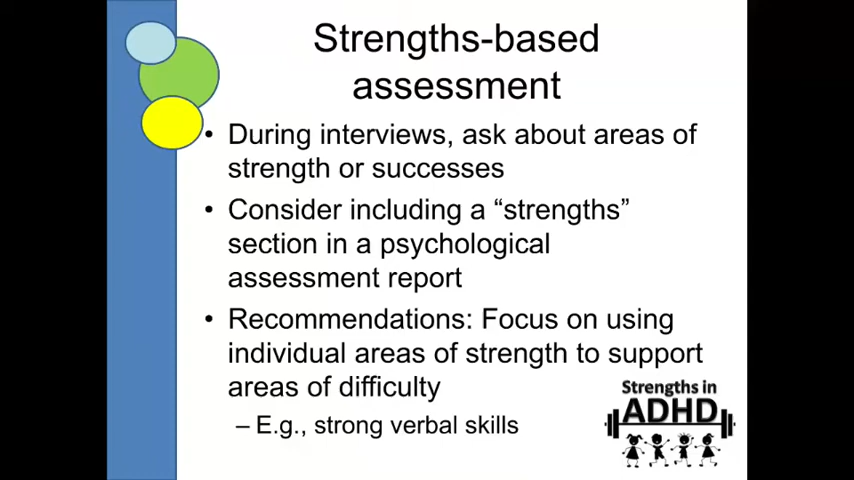 Strengths-based
assessment
• During interviews, ask about areas of
strength or successes
• Consider including a “strengths”
section in a psychological
assessment report
• Recommendations: Focus on using
individual areas of strength to support
areas of difficulty
– E.g., strong verbal skills
Strengths in
ADHD